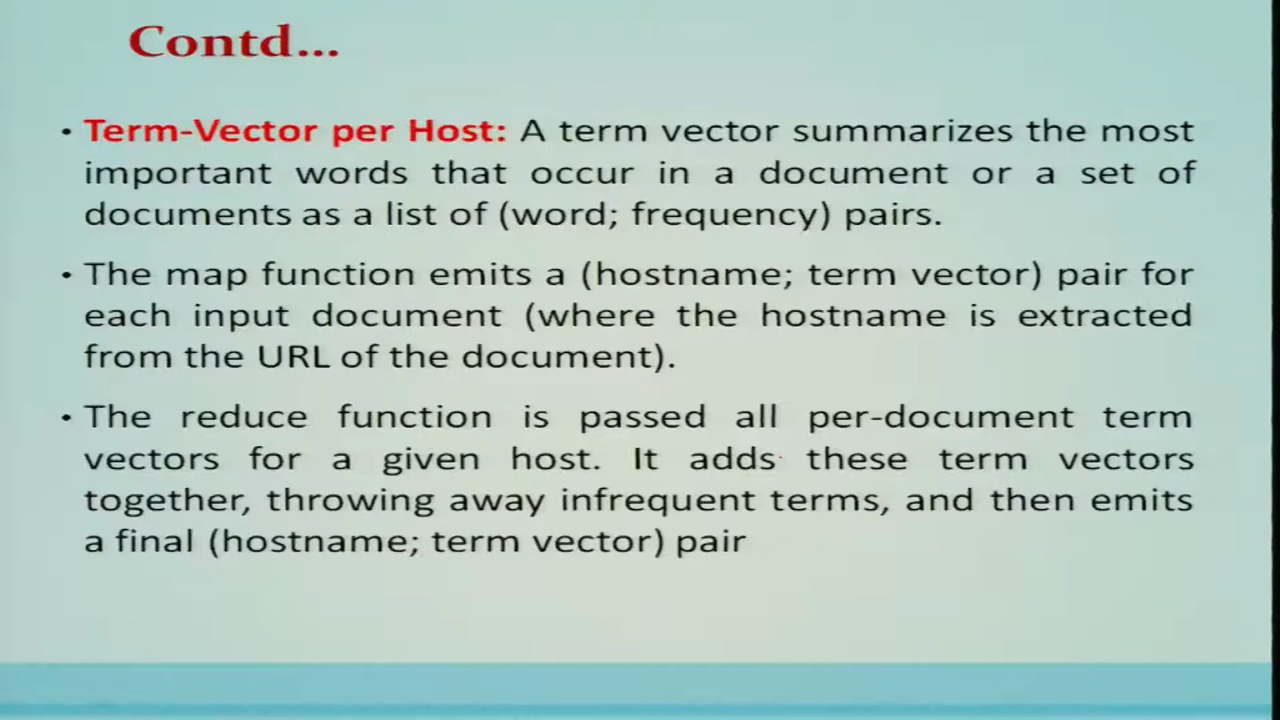 Contd...
• Term-Vector per Host: A term vector summarizes the most
important words that occur in a document or a set of
documents as a list of (word; frequency) pairs.
• The map function emits a (hostname; term vector) pair for
each input document (where the hostname is extracted
from the URL of the document).
• The reduce function is passed all per-document term
vectors for a given host. It adds these term vectors
together, throwing away infrequent terms, and then emits
a final (hostname; term vector) pair